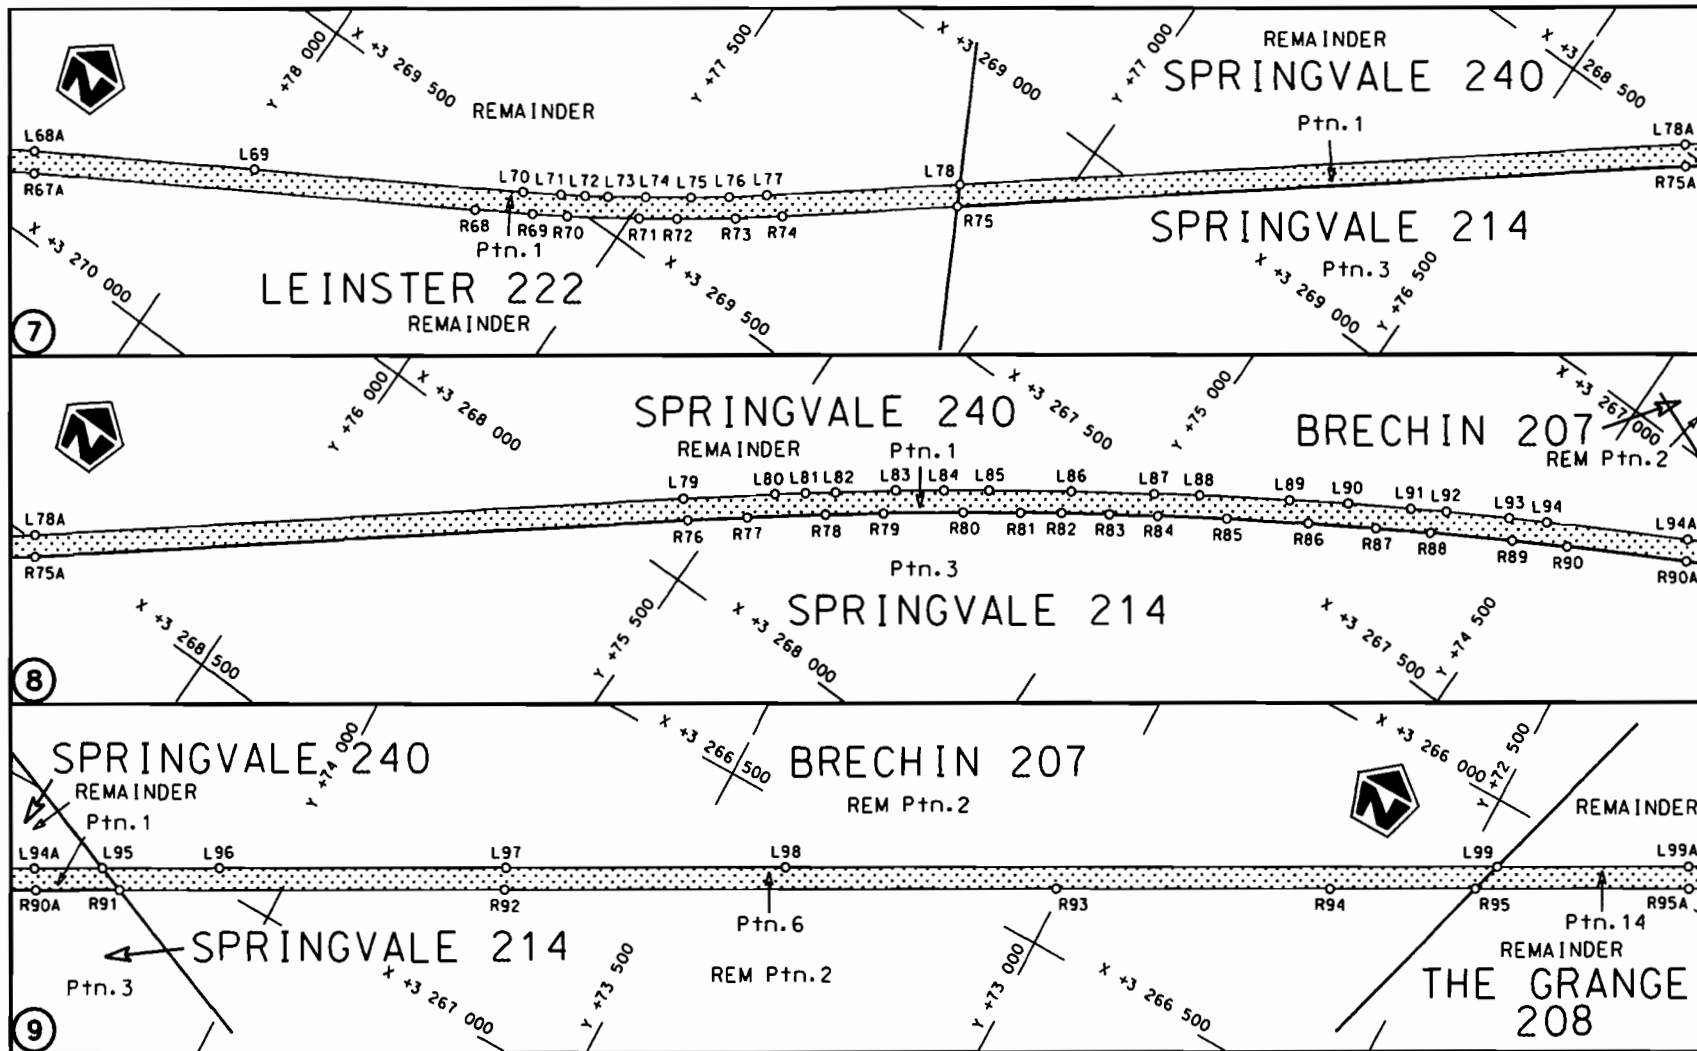 Y +78 000
X +3 269 500
Y +77 500
X +3 269 000
Y +77 000
X +3 268 500
REMAINDER
SPRINGVALE 240
Ptn.1
REMAINDER
L68A
L69
L70
L71
L72
L73
L74
L75
L76
L77
L78
L78A
R67A
R68
R69
R70
R71
R72
R73
R74
R75
R75A
Ptn.1
X +3 270 000
LEINSTER 222
REMAINDER
X +3 269 500
SPRINGVALE 214
Ptn.3
X +3 269 000
Y +76 500
7
Y +76 000
X +3 268 000
SPRINGVALE 240
REMAINDER
Ptn.1
X +3 267 500
Y +75 000
BRECHIN 207
REM Ptn.2
X +3 267 000
L78A
L79
L80
L81
L82
L83
L84
L85
L86
L87
L88
L89
L90
L91
L92
L93
L94
L94A
R75A
R76
R77
R78
R79
R80
R81
R82
R83
R84
R85
R86
R87
R88
R89
R90
R90A
Ptn.3
SPRINGVALE 214
X +3 268 500
Y +75 500
X +3 268 000
X +3 267 500
Y +74 500
8
SPRINGVALE 240
REMAINDER
Ptn.1
Y +74 000
X +3 266 500
BRECHIN 207
REM Ptn.2
X +3 266 000
Y +72 500
REMAINDER
L94A
L95
L96
L97
L98
L99
L99A
R90A
R91
R92
R93
R94
R95
R95A
Ptn.6
Ptn.14
SPRINGVALE 214
Ptn.3
X +3 267 000
Y +73 500
REM Ptn.2
Y +73 000
X +3 266 500
REMAINDER
THE GRANGE
208
9